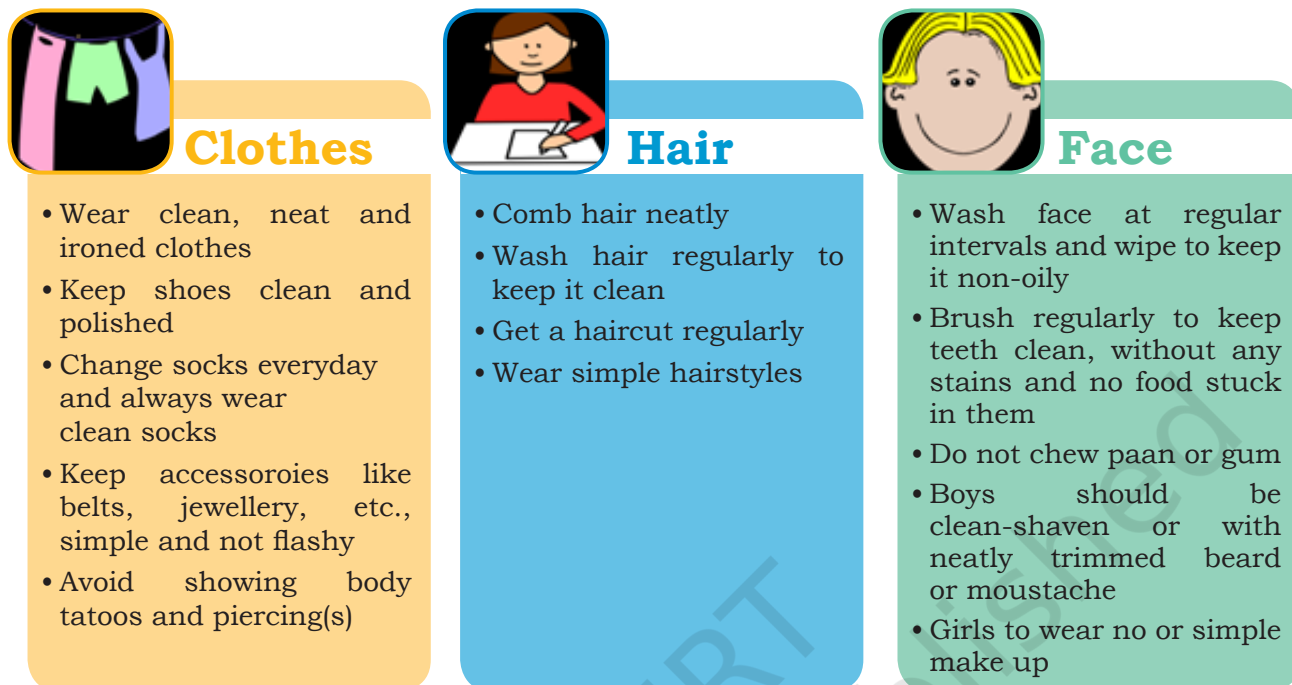 Clothes
• Wear clean, neat and
ironed clothes
• Keep shoes clean and
polished
• Change socks everyday
and always wear
clean socks
• Keep accessoroies like
belts, jewellery, etc.,
simple and not flashy
• Avoid showing body
tatoos and piercing(s)
Hair
• Comb hair neatly
• Wash hair regularly to
keep it clean
• Get a haircut regularly
• Wear simple hairstyles
Face
• Wash face at regular
intervals and wipe to keep
it non-oily
• Brush regularly to keep
teeth clean, without any
stains and no food stuck
in them
• Do not chew paan or gum
• Boys should be
clean-shaven or with
neatly trimmed beard
or moustache
• Girls to wear no or simple
make up